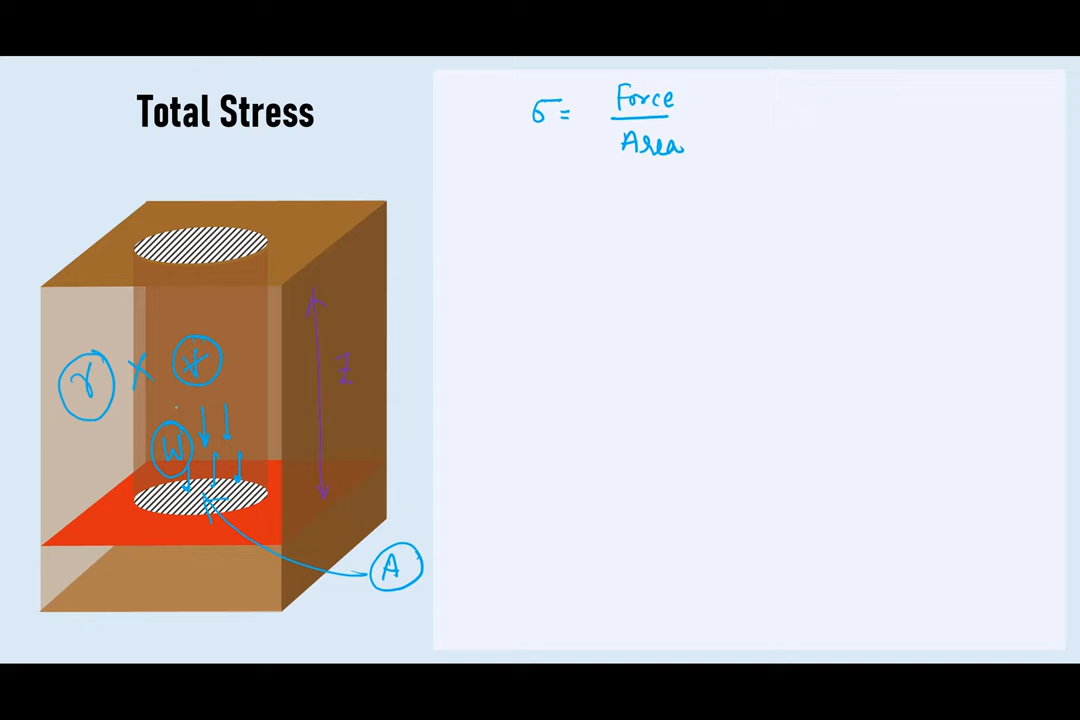 Total Stress
σ = Force
Area
γ × V
Z
W
A